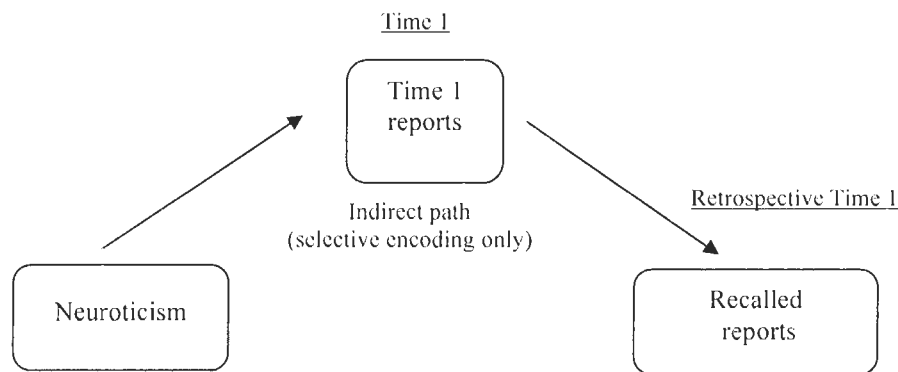 Time 1
Time 1
reports
Retrospective Time 1
Indirect path
(selective encoding only)
Neuroticism
Recalled
reports